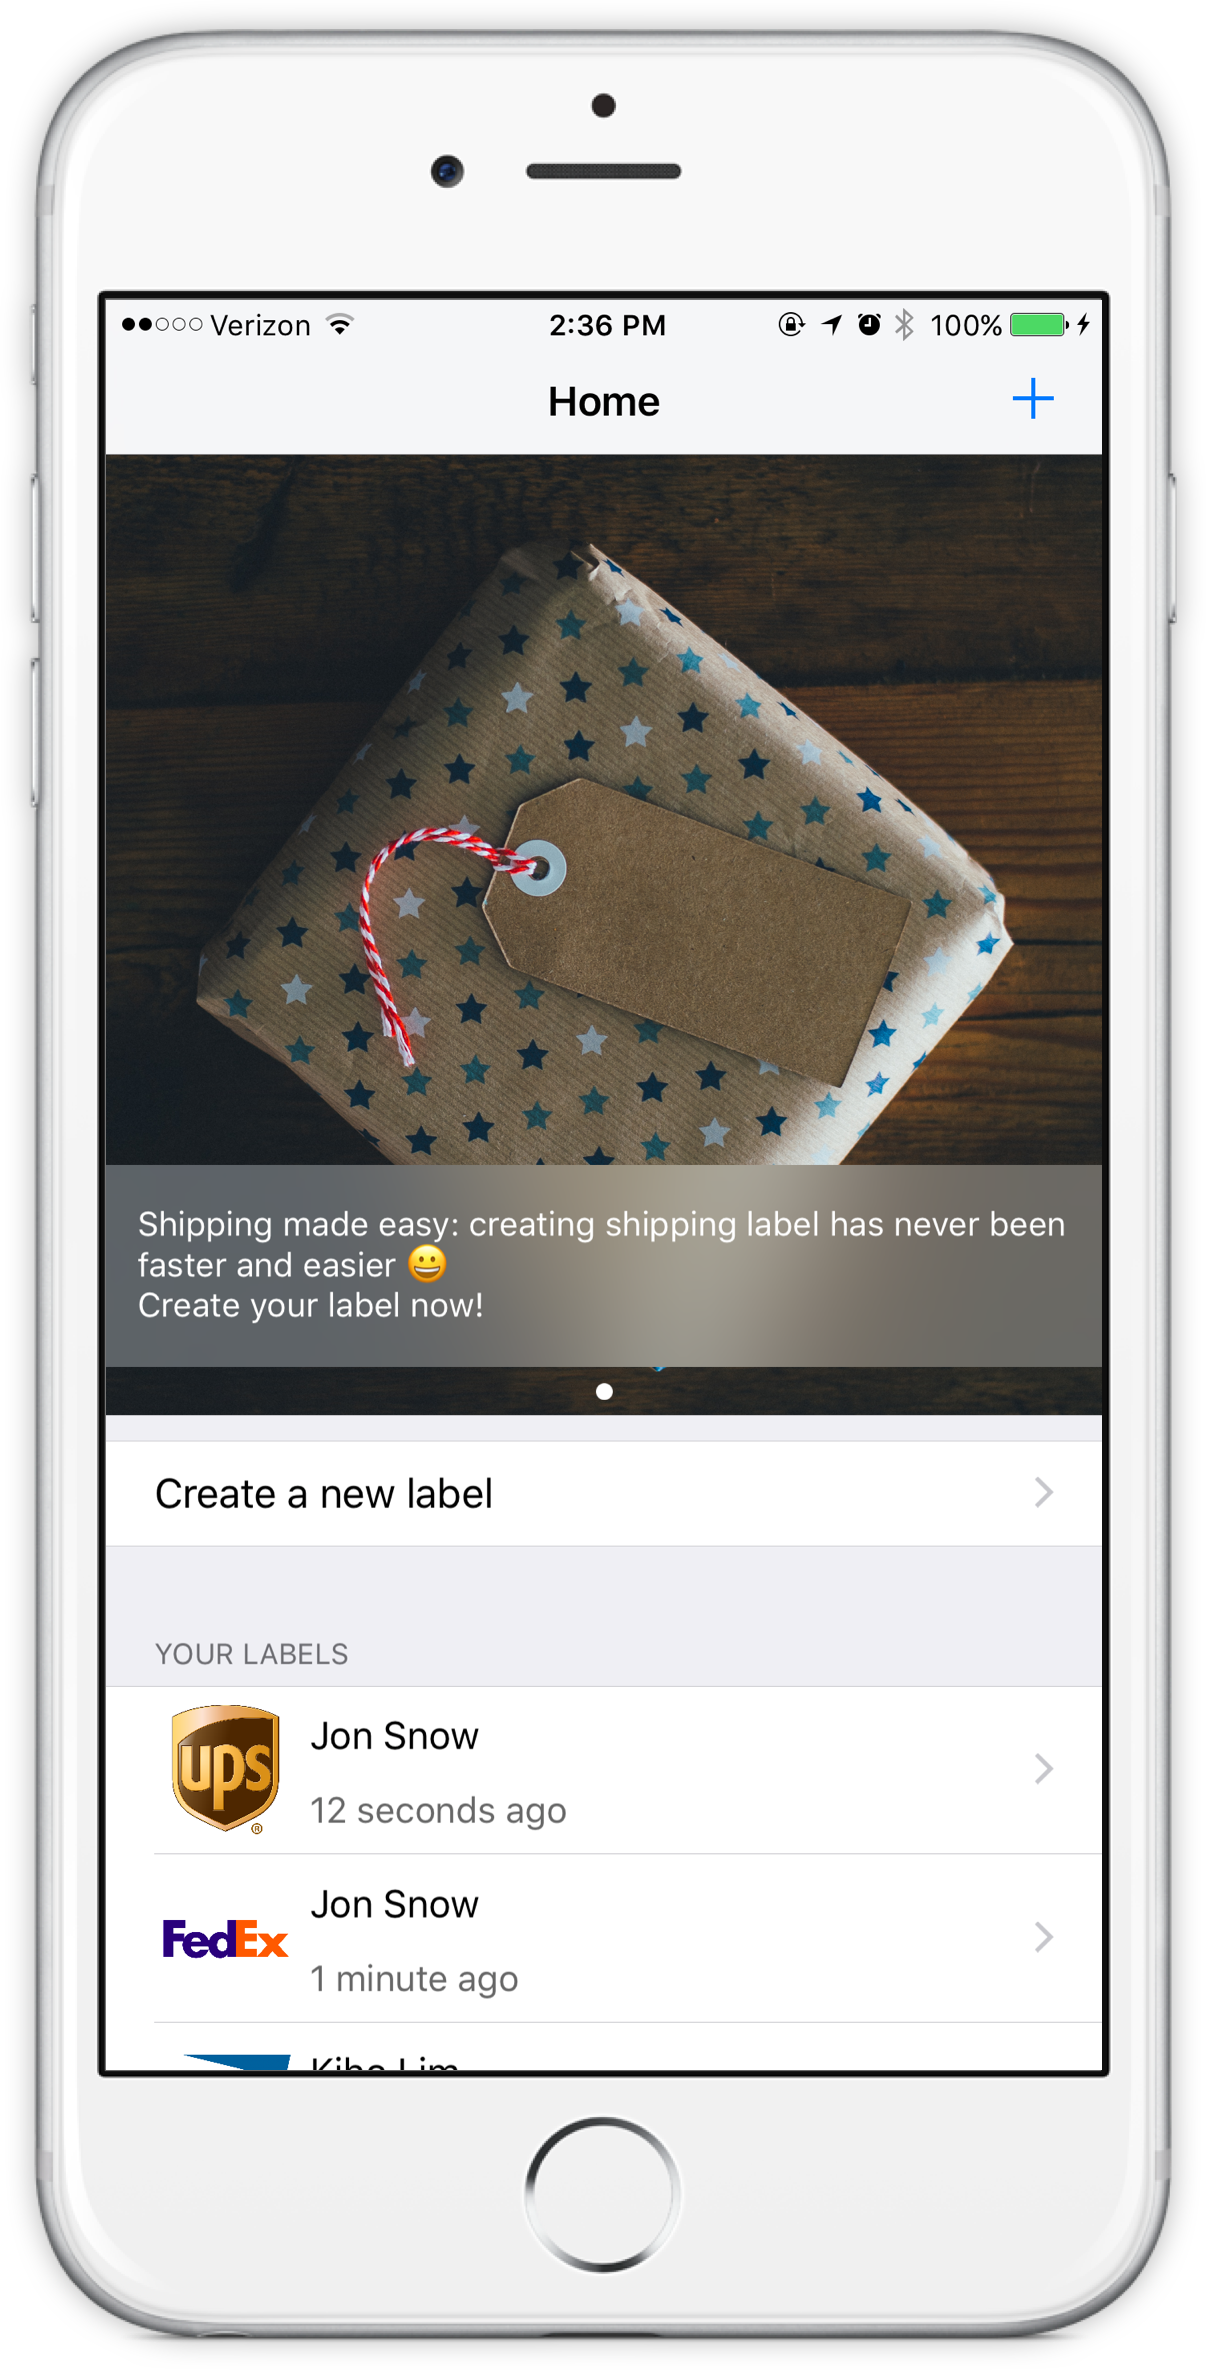 Verizon
2:36 PM
100%
Home
Shipping made easy: creating shipping label has never been
faster and easier 😀
Create your label now!
Create a new label
YOUR LABELS
ups
Jon Snow
12 seconds ago
FedEx
Jon Snow
1 minute ago
Kiho Lim